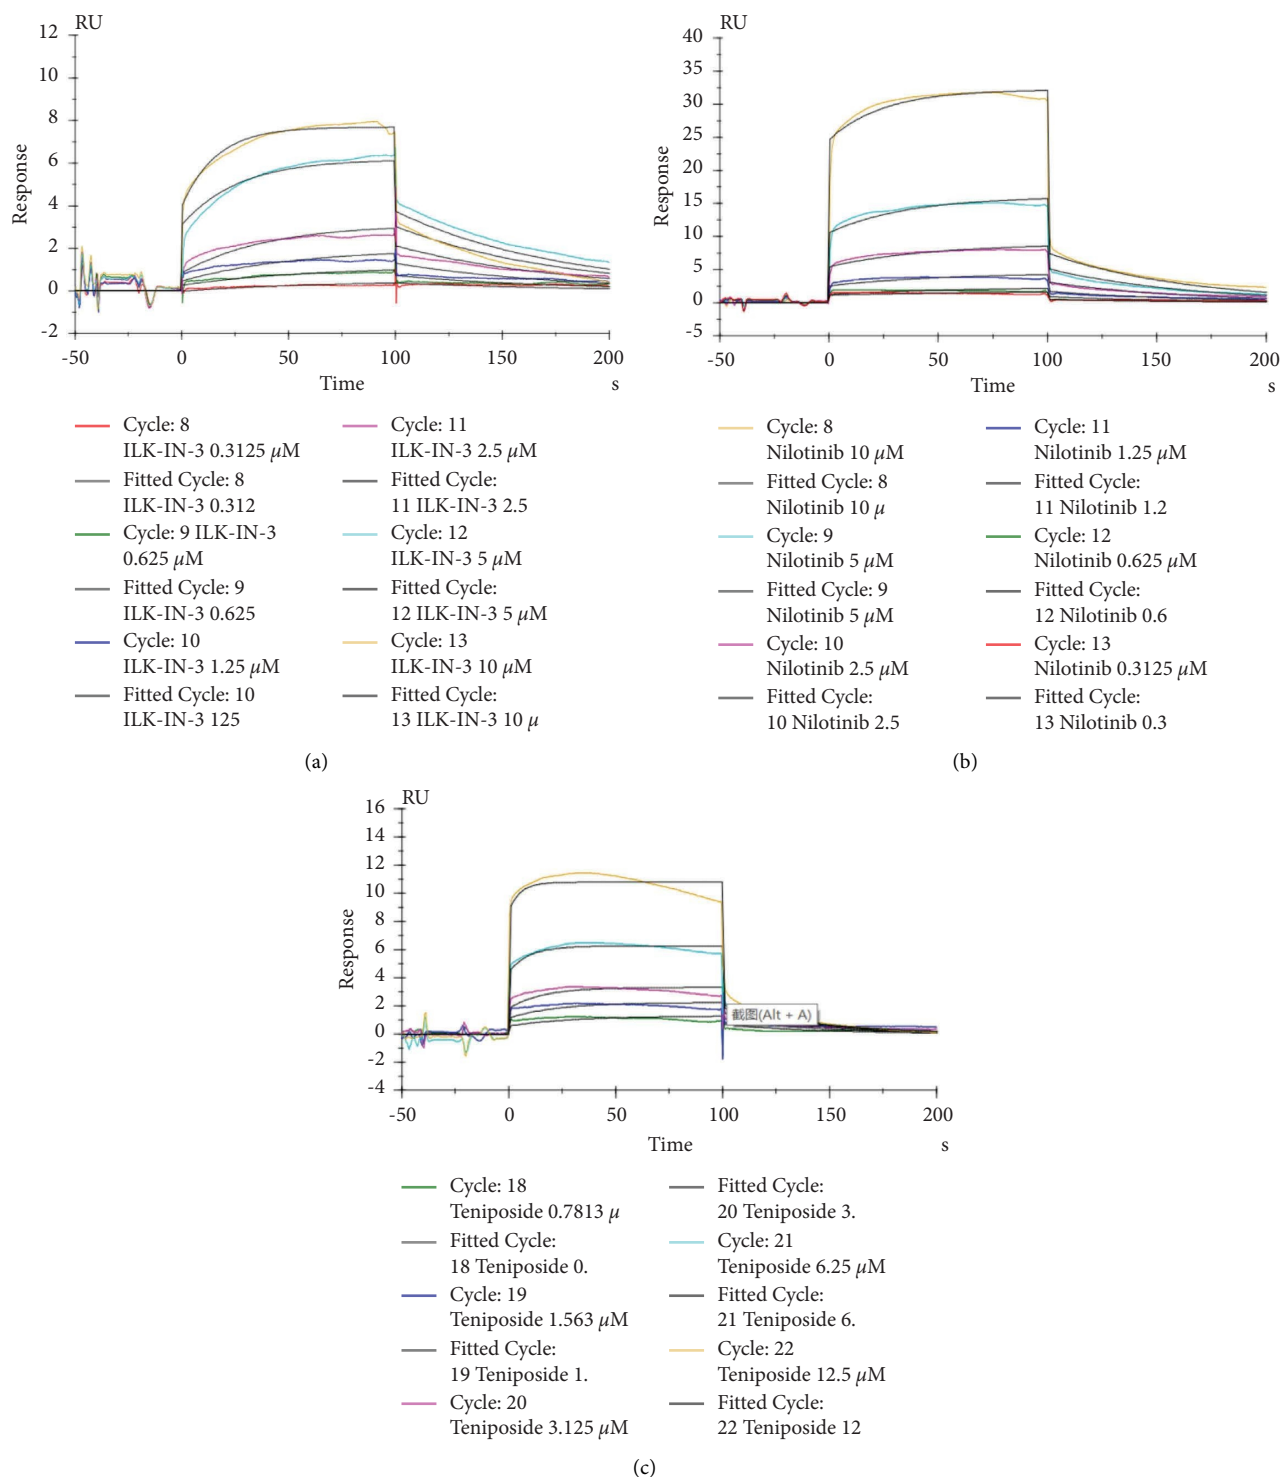 RU
12
10
8
6
4
2
0
-2
Response
-50
0
50
100
150
200
Time
s
Cycle: 8
ILK-IN-3 0.3125 μM
Fitted Cycle: 8
ILK-IN-3 0.312
Cycle: 9 ILK-IN-3
0.625 μM
Fitted Cycle: 9
ILK-IN-3 0.625
Cycle: 10
ILK-IN-3 1.25 μM
Fitted Cycle: 10
ILK-IN-3 125
Cycle: 11
ILK-IN-3 2.5 μM
Fitted Cycle:
11 ILK-IN-3 2.5
Cycle: 12
ILK-IN-3 5 μM
Fitted Cycle:
12 ILK-IN-3 5 μM
Cycle: 13
ILK-IN-3 10 μM
Fitted Cycle:
13 ILK-IN-3 10 μ
(a)
RU
40
35
30
25
20
15
10
5
0
-5
Response
-50
0
50
100
150
200
Time
s
Cycle: 8
Nilotinib 10 μM
Fitted Cycle: 8
Nilotinib 10 μ
Cycle: 9
Nilotinib 5 μM
Fitted Cycle: 9
Nilotinib 5 μM
Cycle: 10
Nilotinib 2.5 μM
Fitted Cycle:
10 Nilotinib 2.5
Cycle: 11
Nilotinib 1.25 μM
Fitted Cycle:
11 Nilotinib 1.2
Cycle: 12
Nilotinib 0.625 μM
Fitted Cycle:
12 Nilotinib 0.6
Cycle: 13
Nilotinib 0.3125 μM
Fitted Cycle:
13 Nilotinib 0.3
(b)
RU
16
14
12
10
8
6
4
2
0
-2
-4
Response
截图(Alt + A)
-50
0
50
100
150
200
Time
s
Cycle: 18
Teniposide 0.7813 μ
Fitted Cycle:
18 Teniposide 0.
Cycle: 19
Teniposide 1.563 μM
Fitted Cycle:
19 Teniposide 1.
Cycle: 20
Teniposide 3.125 μM
Fitted Cycle:
20 Teniposide 3.
Cycle: 21
Teniposide 6.25 μM
Fitted Cycle:
21 Teniposide 6.
Cycle: 22
Teniposide 12.5 μM
Fitted Cycle:
22 Teniposide 12
(c)